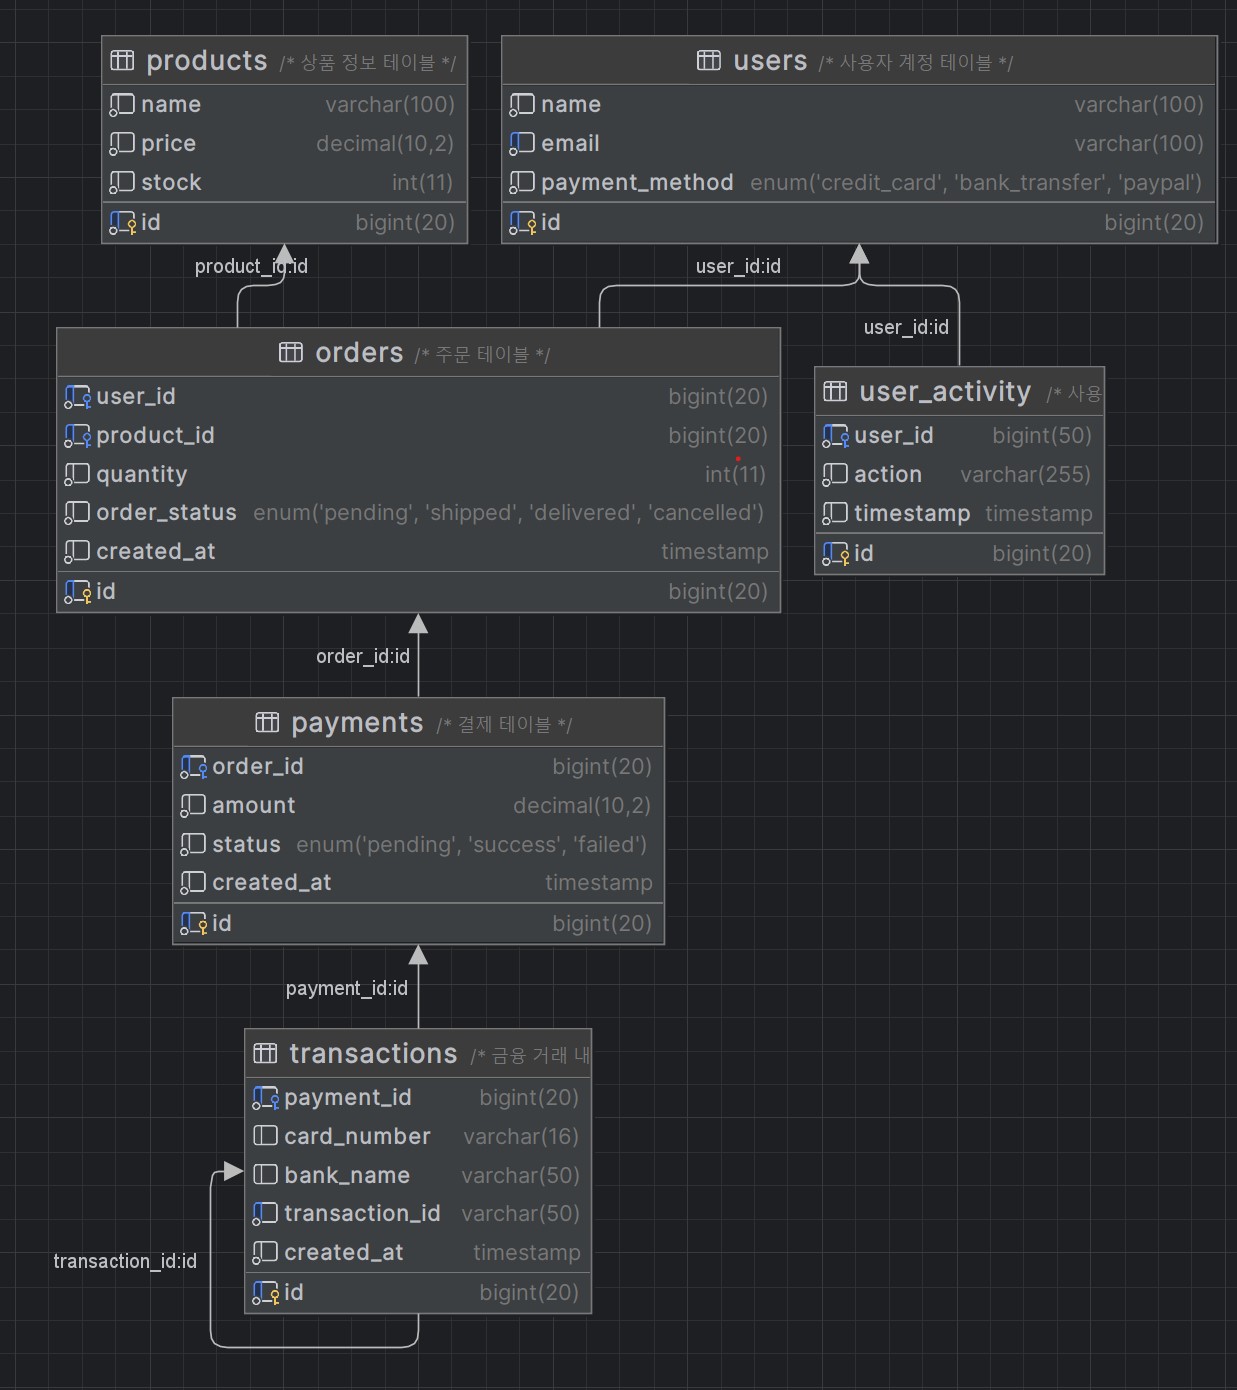 products /* 상품 정보 테이블 */
name varchar(100)
price decimal(10,2)
stock int(11)
id bigint(20)
users /* 사용자 계정 테이블 */
name varchar(100)
email varchar(100)
payment_method enum('credit_card', 'bank_transfer', 'paypal')
id bigint(20)
product_id:id
user_id:id
user_id:id
orders /* 주문 테이블 */
user_id bigint(20)
product_id bigint(20)
quantity int(11)
order_status enum('pending', 'shipped', 'delivered', 'cancelled')
created_at timestamp
id bigint(20)
user_activity /* 사용
user_id bigint(50)
action varchar(255)
timestamp timestamp
id bigint(20)
order_id:id
payments /* 결제 테이블 */
order_id bigint(20)
amount decimal(10,2)
status enum('pending', 'success', 'failed')
created_at timestamp
id bigint(20)
payment_id:id
transactions /* 금융 거래 내
payment_id bigint(20)
card_number varchar(16)
bank_name varchar(50)
transaction_id varchar(50)
created_at timestamp
id bigint(20)
transaction_id:id